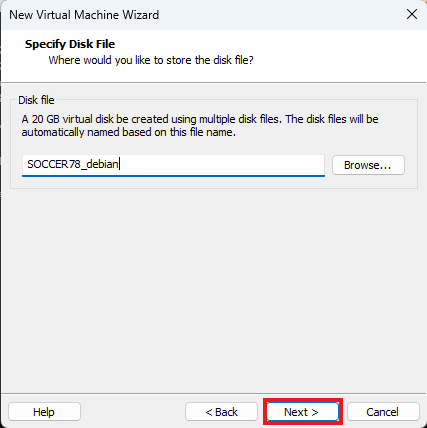 New Virtual Machine Wizard
Specify Disk File
Where would you like to store the disk file?
Disk file
A 20 GB virtual disk be created using multiple disk files. The disk files will be
automatically named based on this file name.
SOCCER78_debian
Browse...
Help
< Back
Next >
Cancel